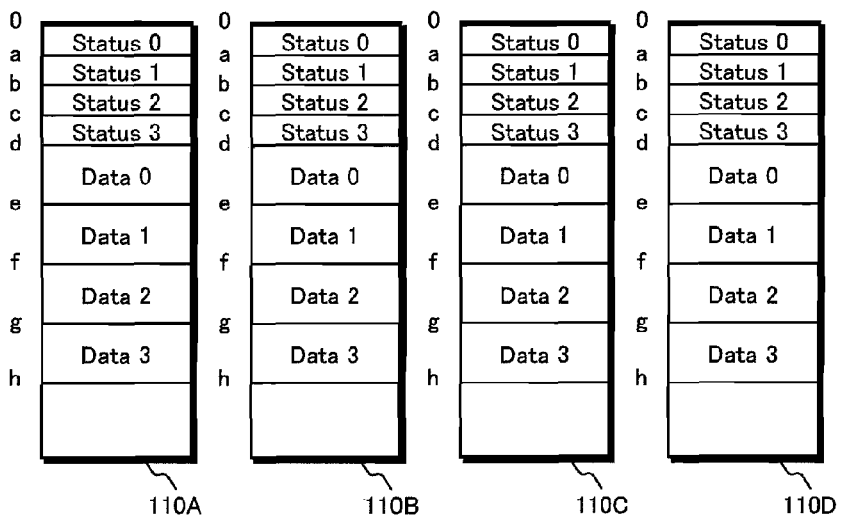 0 0 0 0
Status 0 Status 0 Status 0 Status 0
a a a a
Status 1 Status 1 Status 1 Status 1
b b b b
Status 2 Status 2 Status 2 Status 2
c c c c
Status 3 Status 3 Status 3 Status 3
d d d d
Data 0 Data 0 Data 0 Data 0
e e e e
Data 1 Data 1 Data 1 Data 1
f f f f
Data 2 Data 2 Data 2 Data 2
g g g g
Data 3 Data 3 Data 3 Data 3
h h h h
110A 110B 110C 110D